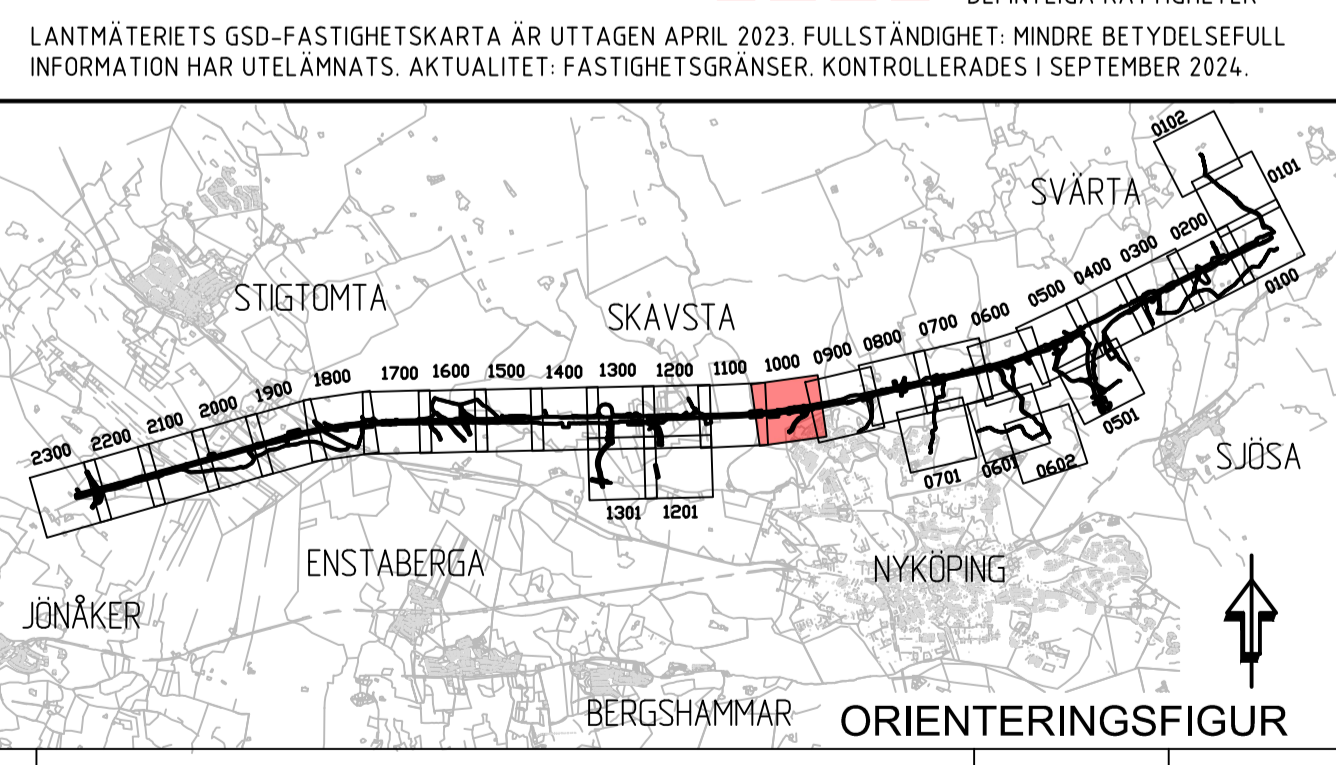 LANTMÄTERIETS GSD-FASTIGHETSKARTA ÄR UTTAGEN APRIL 2023. FULLSTÄNDIGHET: MINDRE BETYDELSEFULL
INFORMATION HAR UTELÄMNATS. AKTUALITET: FASTIGHETSGRÄNSER. KONTROLLERADES I SEPTEMBER 2024.
0102
0101
SVÄRTA
0200
0300
0400
0500
0100
STIGTOMTA
SKAVSTA
0600
0700
0800
0900
1000
1100
1200
1300
1400
1500
1600
1700
1800
1900
2000
2100
2200
2300
0501
SJÖSA
0602
0601
0701
1301
1201
ENSTABERGA
NYKÖPING
JÖNÅKER
BERGSHAMMAR
ORIENTERINGSFIGUR